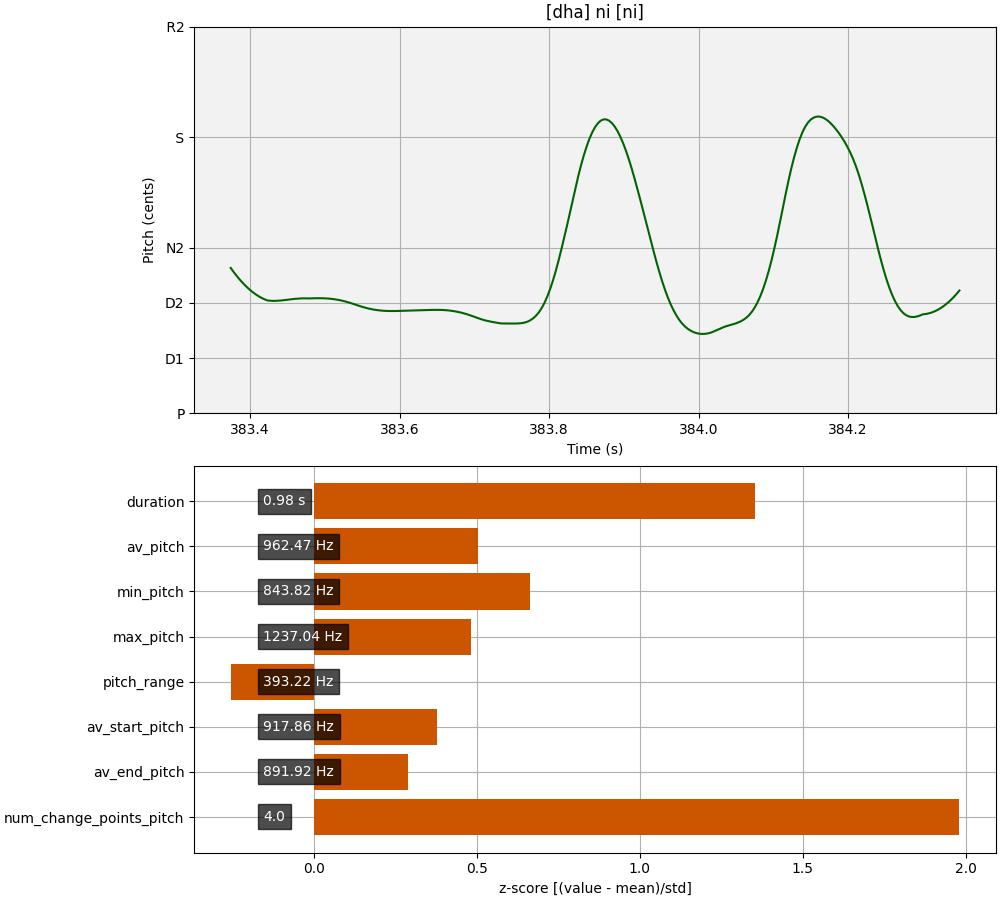 [dha] ni [ni]
R2
S
N2
D2
D1
P
Pitch (cents)
383.4 383.6 383.8 384.0 384.2
Time (s)
duration 0.98 s
av_pitch 962.47 Hz
min_pitch 843.82 Hz
max_pitch 1237.04 Hz
pitch_range 393.22 Hz
av_start_pitch 917.86 Hz
av_end_pitch 891.92 Hz
num_change_points_pitch 4.0
0.0 0.5 1.0 1.5 2.0
z-score [(value - mean)/std]